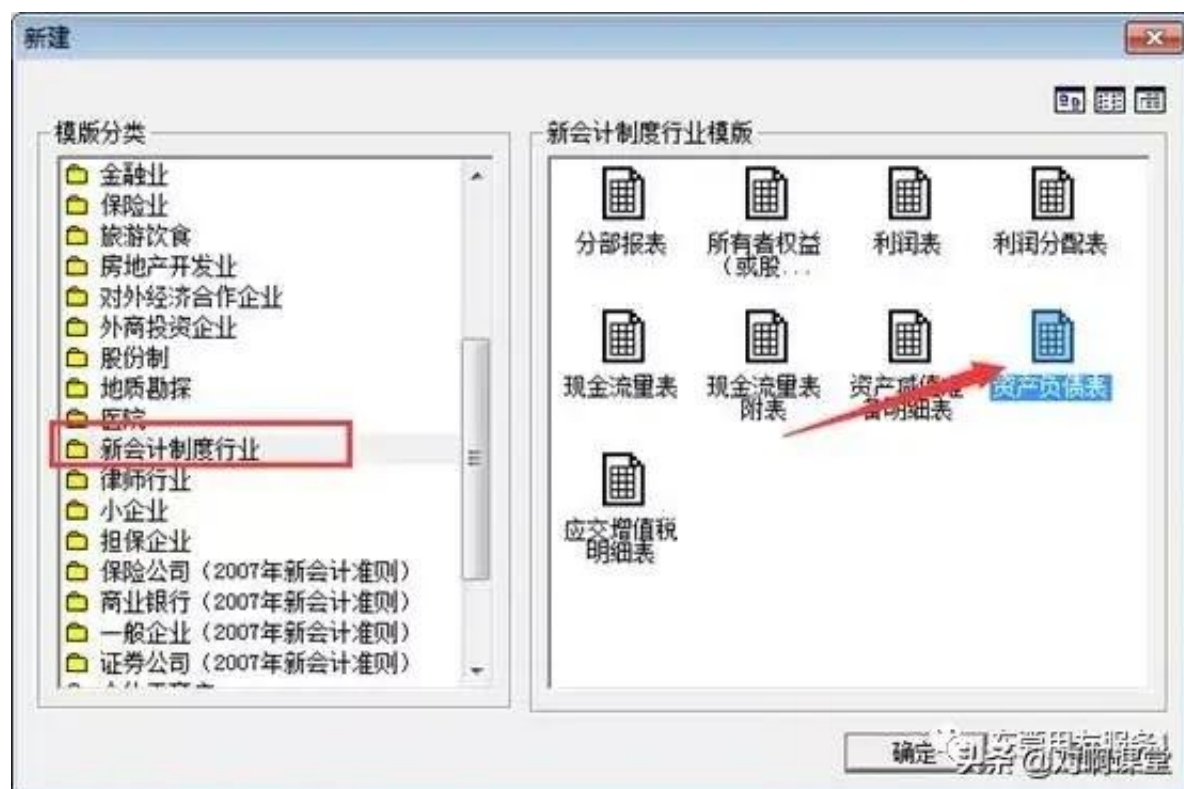 新建
模版分类
金融业
保险业
旅游饮食
房地产开发业
对外经济合作企业
外商投资企业
股份制
地质勘探
医院
新会计制度行业
律师行业
小企业
担保企业
保险公司（2007年新会计准则）
商业银行（2007年新会计准则）
一般企业（2007年新会计准则）
证券公司（2007年新会计准则）
新会计制度行业模版
分部报表
所有者权益
（或股...
利润表
利润分配表
现金流量表
现金流量表
附表
资产减值准
备明细表
资产负债表
应交增值税
明细表
确定
东莞用友服务
头条 @对啊课堂